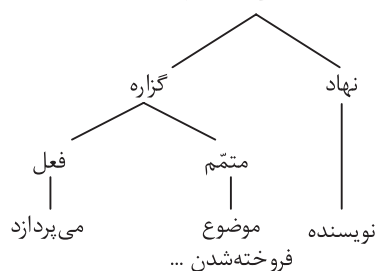 نهاد گزاره
متمّم فعل
نویسنده موضوع می‌پردازد
فروخته‌شدن ...